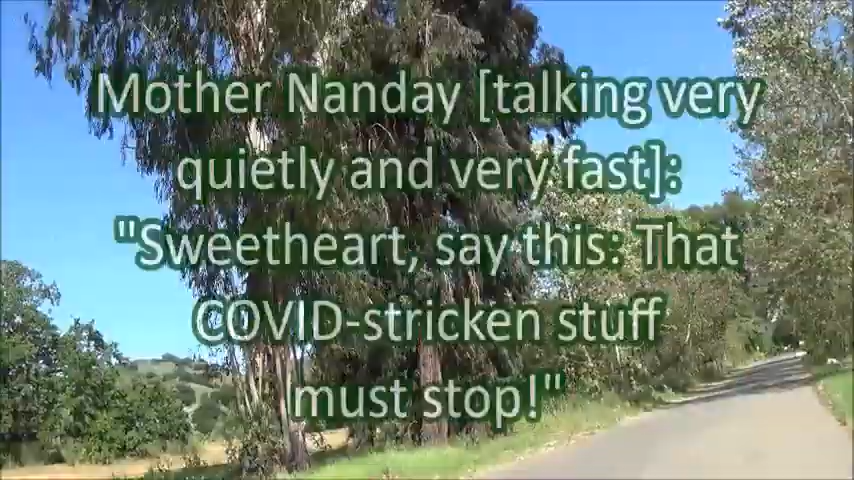 Mother Nanday [talking very
quietly and very fast]:
"Sweetheart, say this: That
COVID-stricken stuff
must stop!"